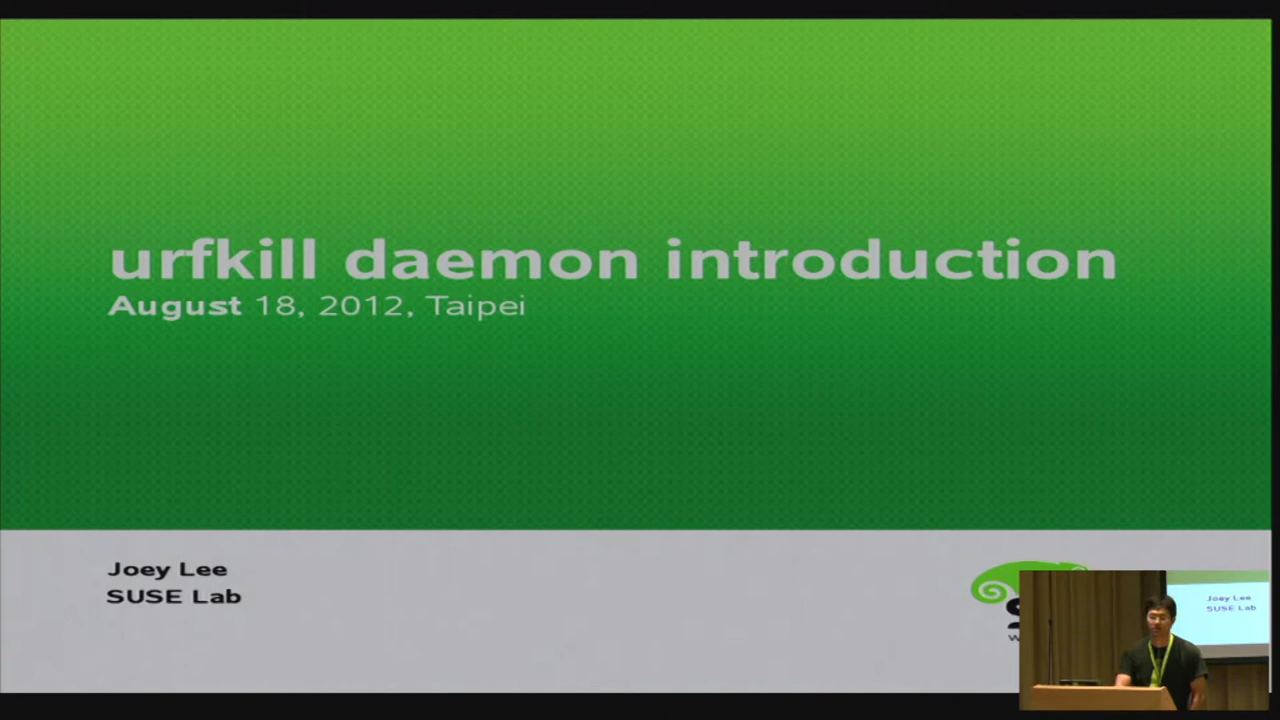 urfkill daemon introduction
August 18, 2012, Taipei
Joey Lee
SUSE Lab
Joey Lee
SUSE Lab